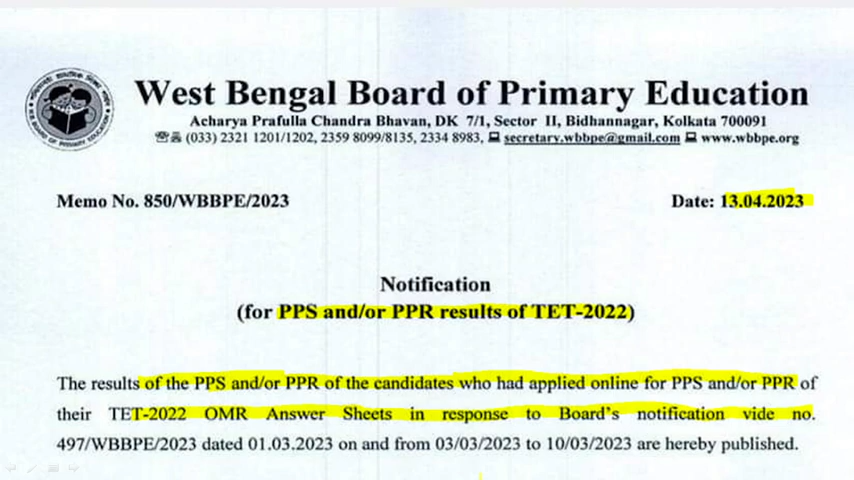 West Bengal Board of Primary Education
Acharya Prafulla Chandra Bhavan, DK 7/1, Sector II, Bidhannagar, Kolkata 700091
(033) 2321 1201/1202, 2359 8099/8135, 2334 8983, secretary.wbbpe@gmail.com www.wbbpe.org
Memo No. 850/WBBPE/2023 Date: 13.04.2023
Notification
(for PPS and/or PPR results of TET-2022)
The results of the PPS and/or PPR of the candidates who had applied online for PPS and/or PPR of
their TET-2022 OMR Answer Sheets in response to Board's notification vide no.
497/WBBPE/2023 dated 01.03.2023 on and from 03/03/2023 to 10/03/2023 are hereby published.